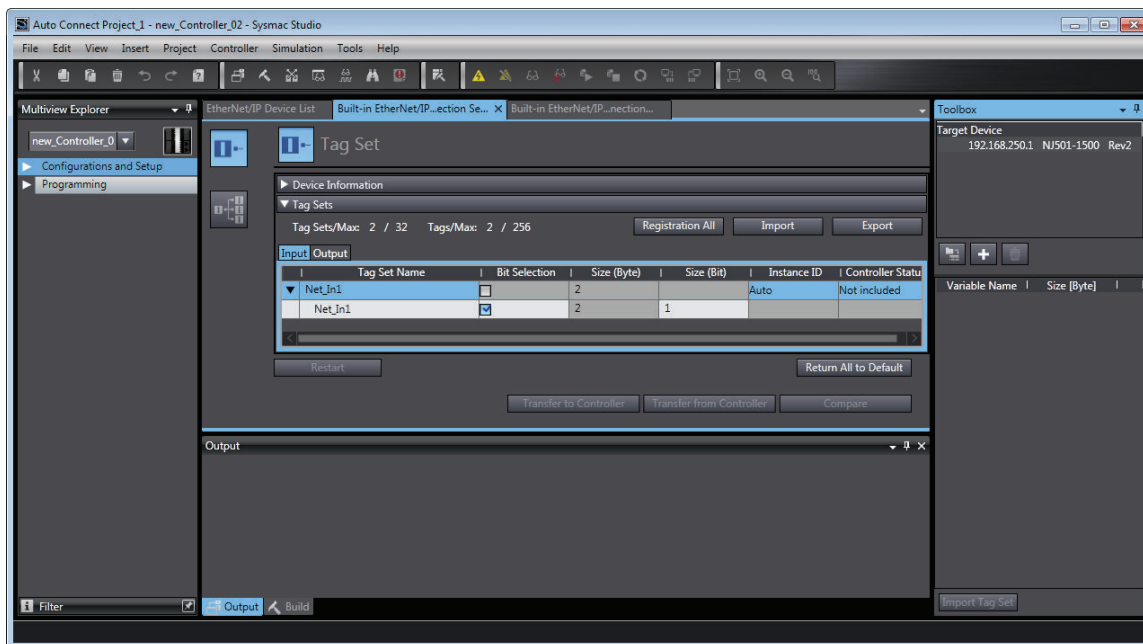 Auto Connect Project_1 - new_Controller_02 - Sysmac Studio
File Edit View Insert Project Controller Simulation Tools Help
Multiview Explorer
new_Controller_0
Configurations and Setup
Programming
Filter
EtherNet/IP Device List
Built-in EtherNet/IP...ection Se...
Built-in EtherNet/IP...nnection...
Tag Set
Device Information
Tag Sets
Tag Sets/Max: 2 / 32 Tags/Max: 2 / 256
Registration All
Import
Export
Input Output
Tag Set Name Bit Selection Size (Byte) Size (Bit) Instance ID Controller Statu
Net_In1 2 Auto Not included
Net_In1 2 1
Restart
Return All to Default
Transfer to Controller
Transfer from Controller
Compare
Output
Output
Build
Toolbox
Target Device
192.168.250.1 NJ501-1500 Rev2
Variable Name Size [Byte]
Import Tag Set